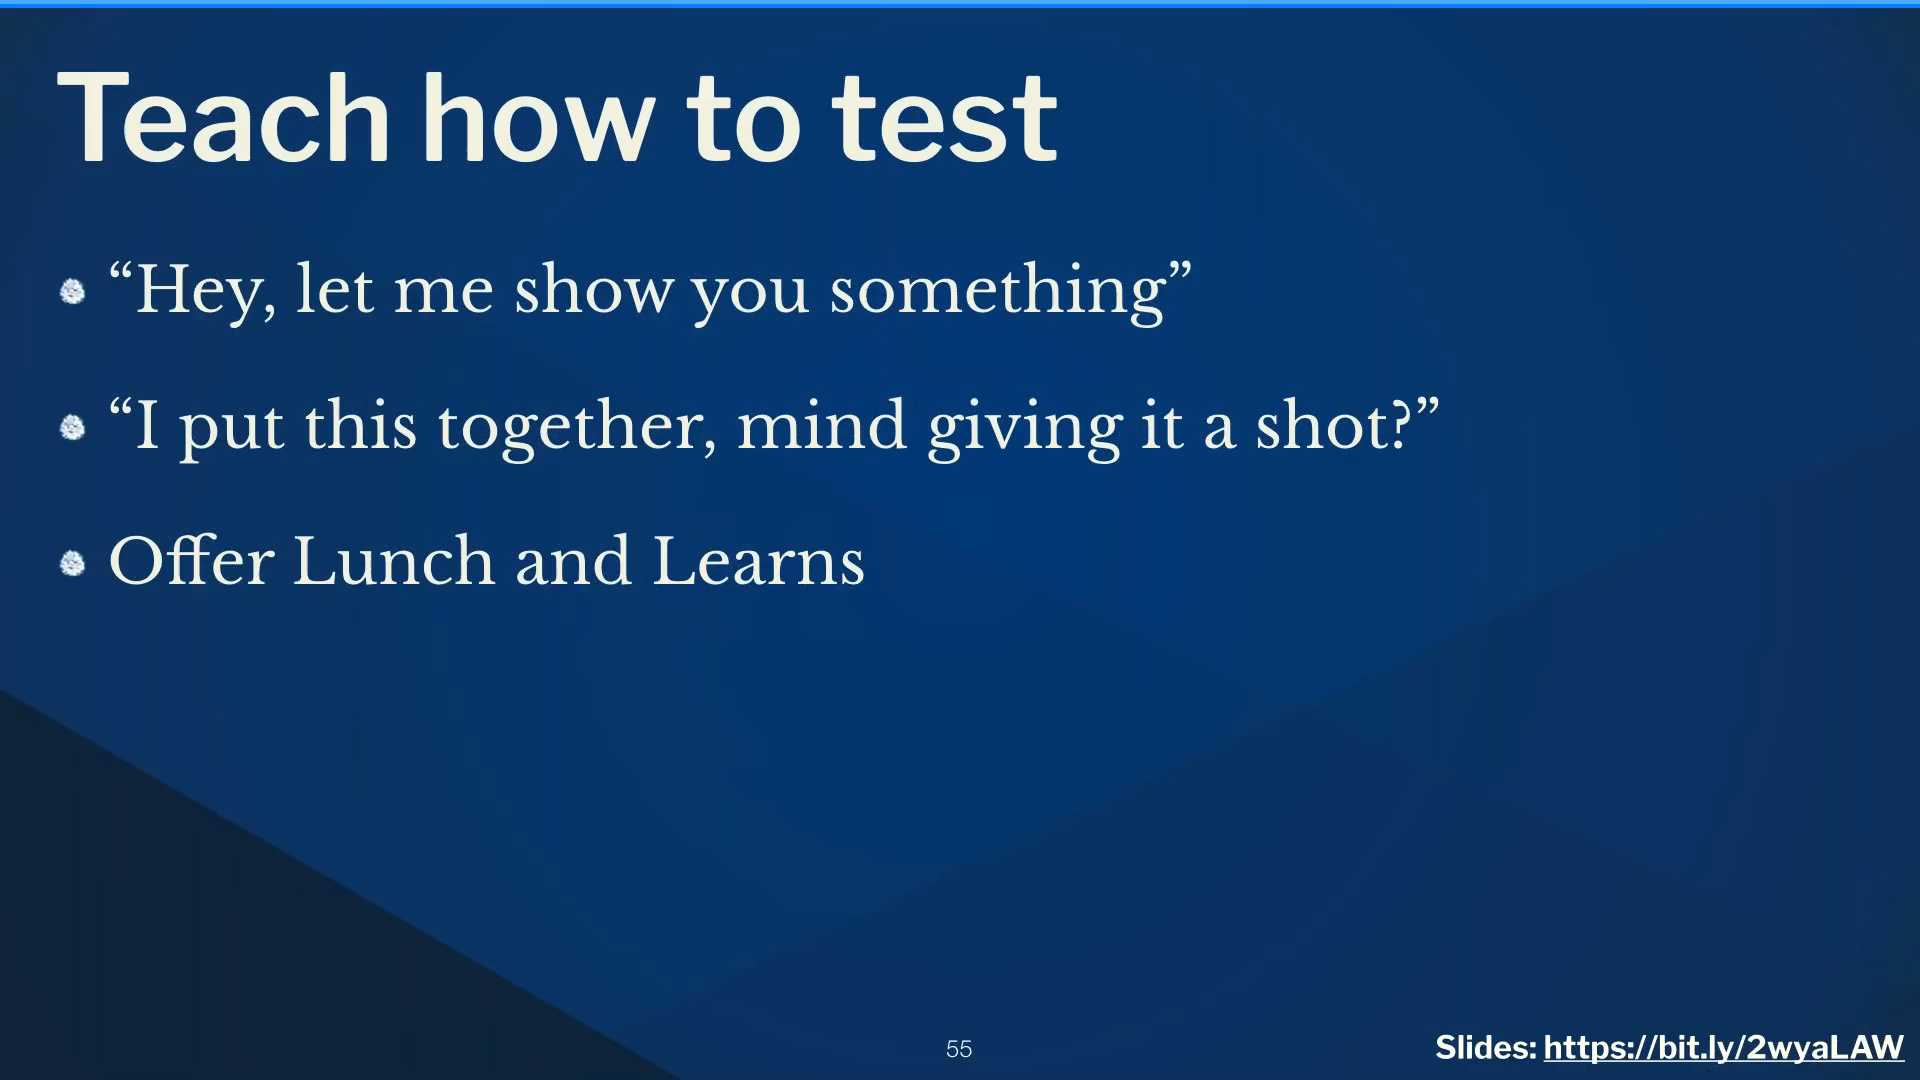 Teach how to test
“Hey, let me show you something”
“I put this together, mind giving it a shot?”
Offer Lunch and Learns
55
Slides: https://bit.ly/2wyaLAW